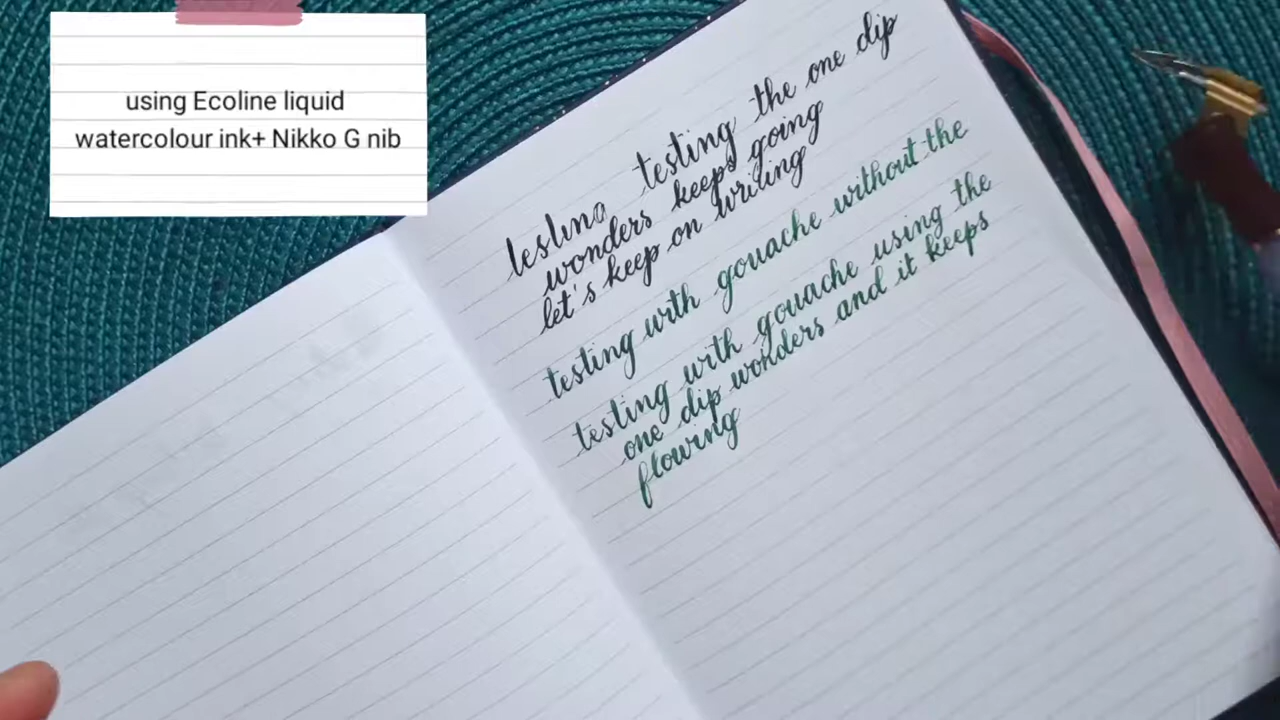 using Ecoline liquid
watercolour ink+ Nikko G nib
testing the one dip
wonders keeps going
let's keep on writing
testing with gouache without the
testing with gouache using the
one dip wonders and it keeps
flowing